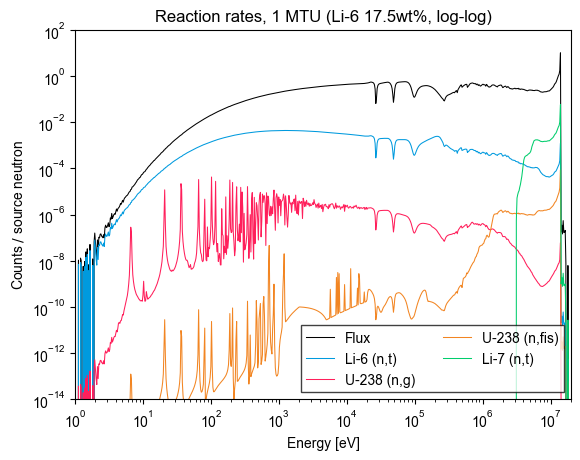 Reaction rates, 1 MTU (Li-6 17.5wt%, log-log)
Counts / source neutron
10^2
10^0
10^−2
10^−4
10^−6
10^−8
10^−10
10^−12
10^−14
Flux
Li-6 (n,t)
U-238 (n,g)
U-238 (n,fis)
Li-7 (n,t)
10^0 10^1 10^2 10^3 10^4 10^5 10^6 10^7
Energy [eV]